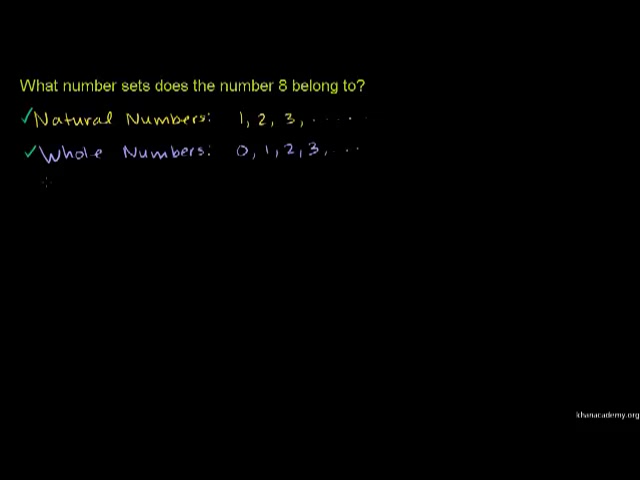 What number sets does the number 8 belong to?
✓Natural Numbers: 1, 2, 3, ......
✓Whole Numbers: 0, 1, 2, 3, ...
khanacademy.org